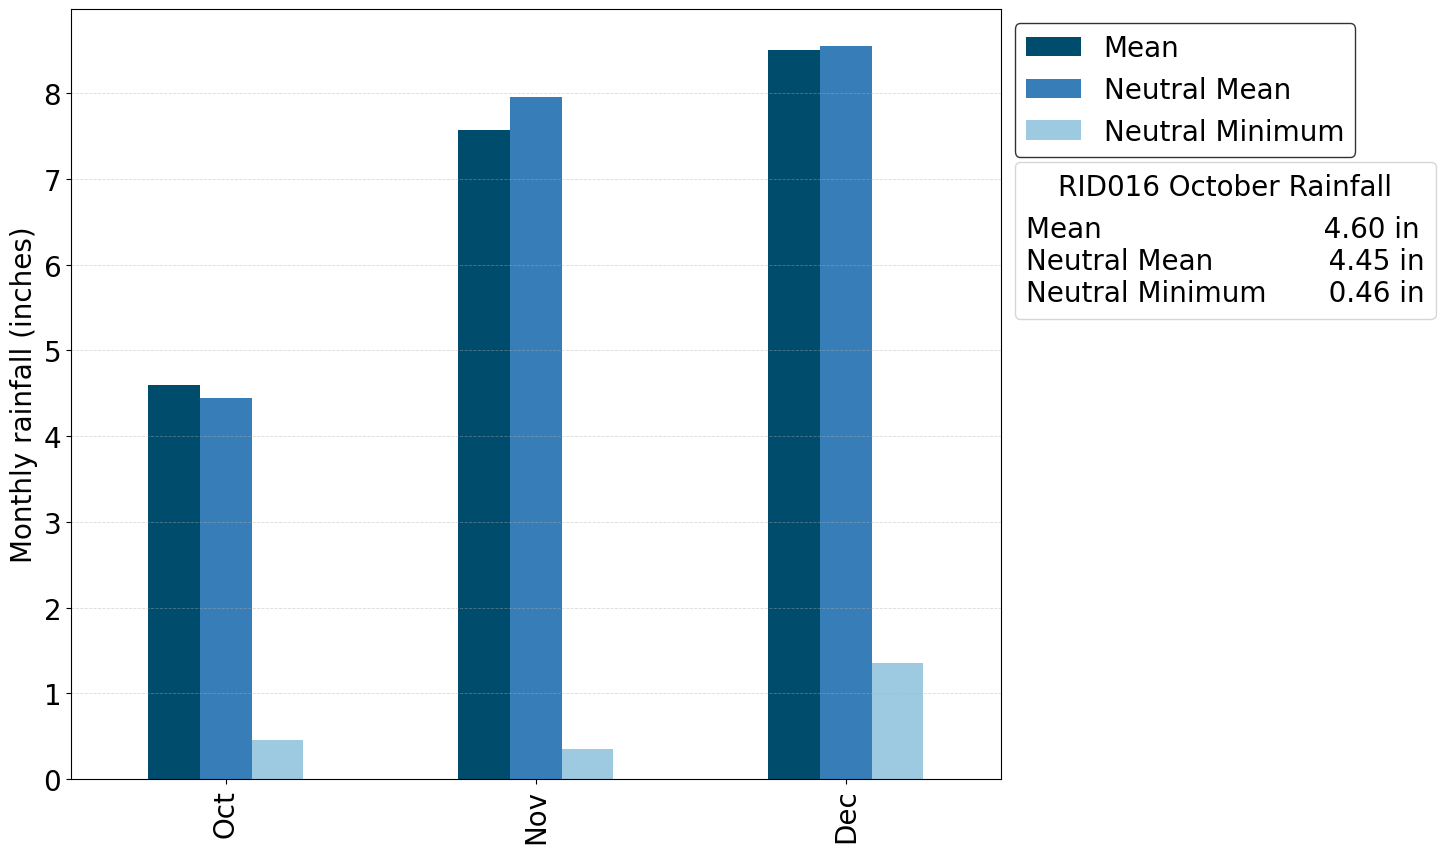 Mean
Neutral Mean
Neutral Minimum
RID016 October Rainfall
Mean 4.60 in
Neutral Mean 4.45 in
Neutral Minimum 0.46 in
Monthly rainfall (inches)
8
7
6
5
4
3
2
1
0
Oct
Nov
Dec